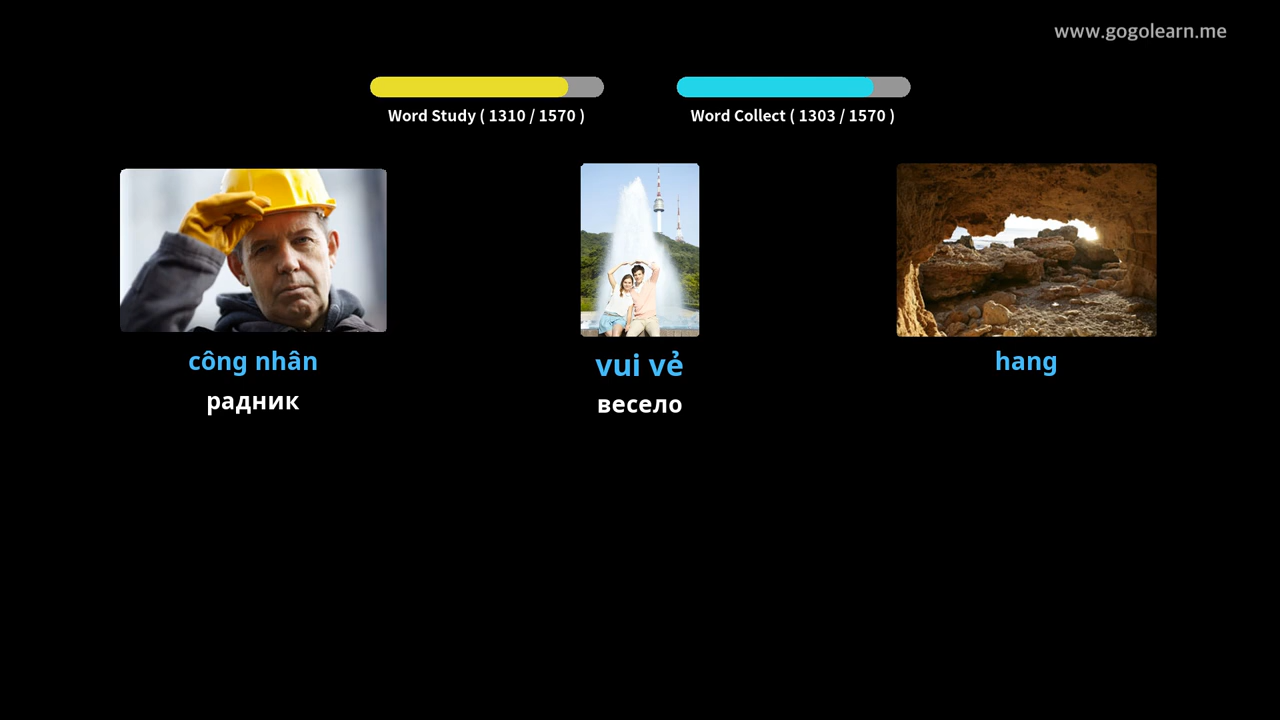 www.gogolearn.me
Word Study ( 1310 / 1570 )
Word Collect ( 1303 / 1570 )
công nhân
радник
vui vẻ
весело
hang